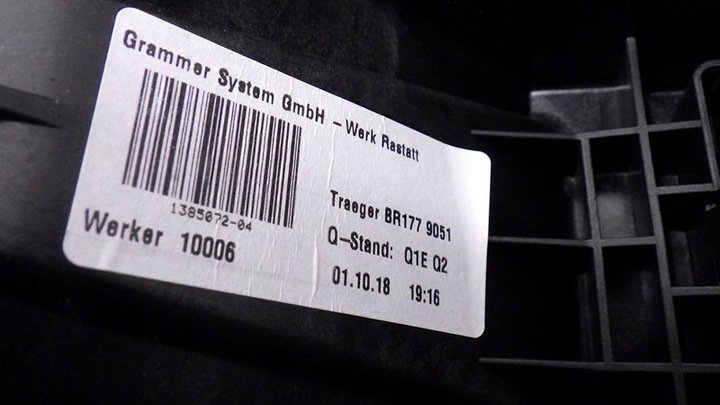 Grammer System GmbH – Werk Rastatt
1385072-04
Werker 10006
Traeger BR177 9051
Q-Stand: Q1E Q2
01.10.18 19:16